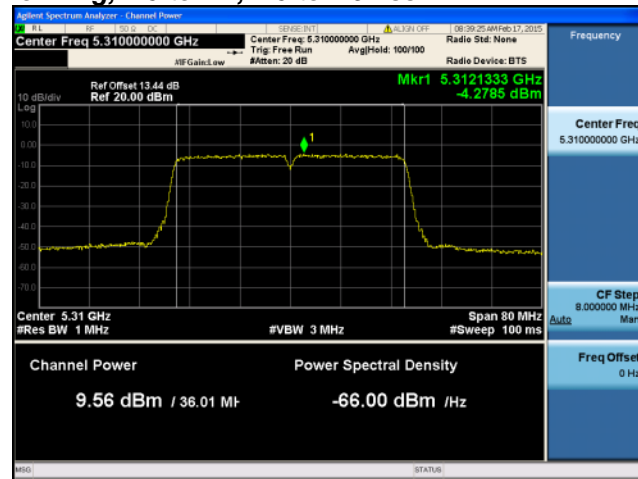 Agilent Spectrum Analyzer - Channel Power
RL RF 50 Ω DC SENSE:INT ALIGN OFF 08:39:25 AM Feb 17, 2015
Center Freq 5.310000000 GHz
Center Freq: 5.310000000 GHz
Radio Std: None
Trig: Free Run Avg|Hold: 100/100
#IFGain:Low #Atten: 20 dB Radio Device: BTS
Frequency
Ref Offset 13.44 dB
10 dB/div Ref 20.00 dBm
Mkr1 5.3121333 GHz
-4.2785 dBm
Log
10.0
0.00
-10.0
-20.0
-30.0
-40.0
-50.0
-60.0
-70.0
1
Center 5.31 GHz Span 80 MHz
#Res BW 1 MHz #VBW 3 MHz #Sweep 100 ms
Channel Power Power Spectral Density
9.56 dBm / 36.01 MH -66.00 dBm /Hz
Center Freq
5.310000000 GHz
CF Step
8.000000 MHz
Auto Man
Freq Offset
0 Hz
MSG STATUS